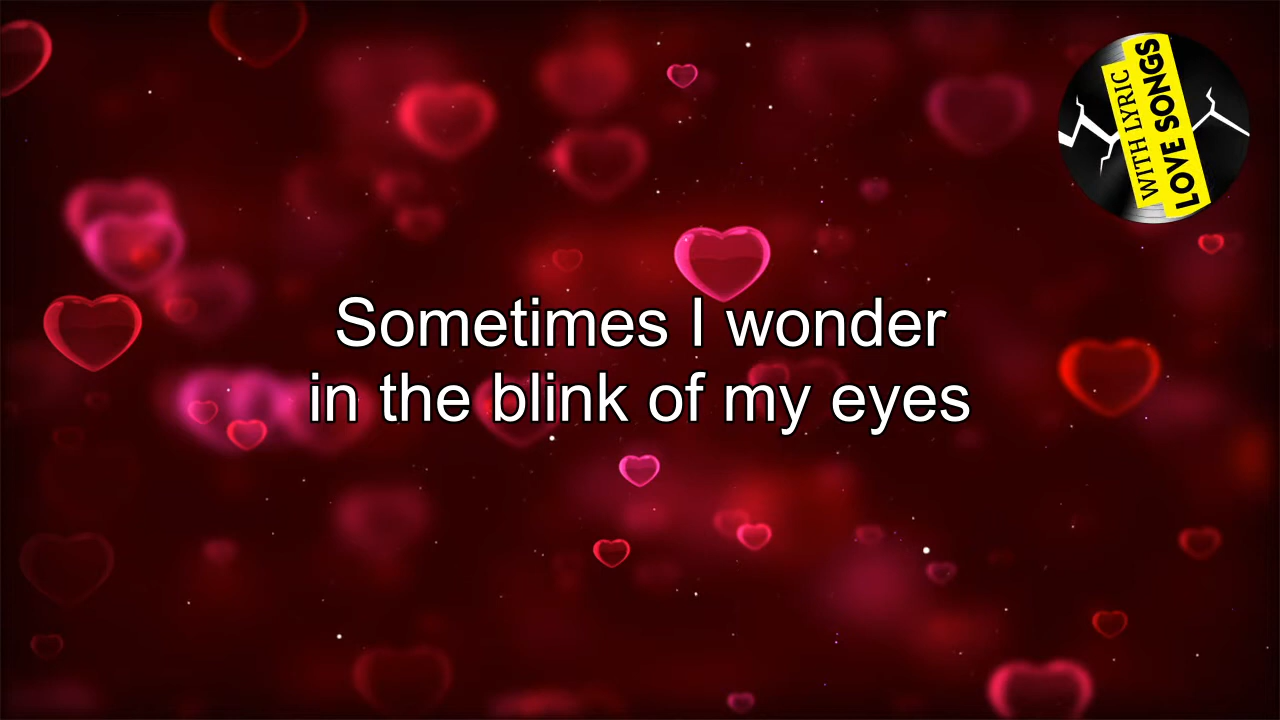 Sometimes I wonder
in the blink of my eyes
WITH LYRIC
LOVE SONGS